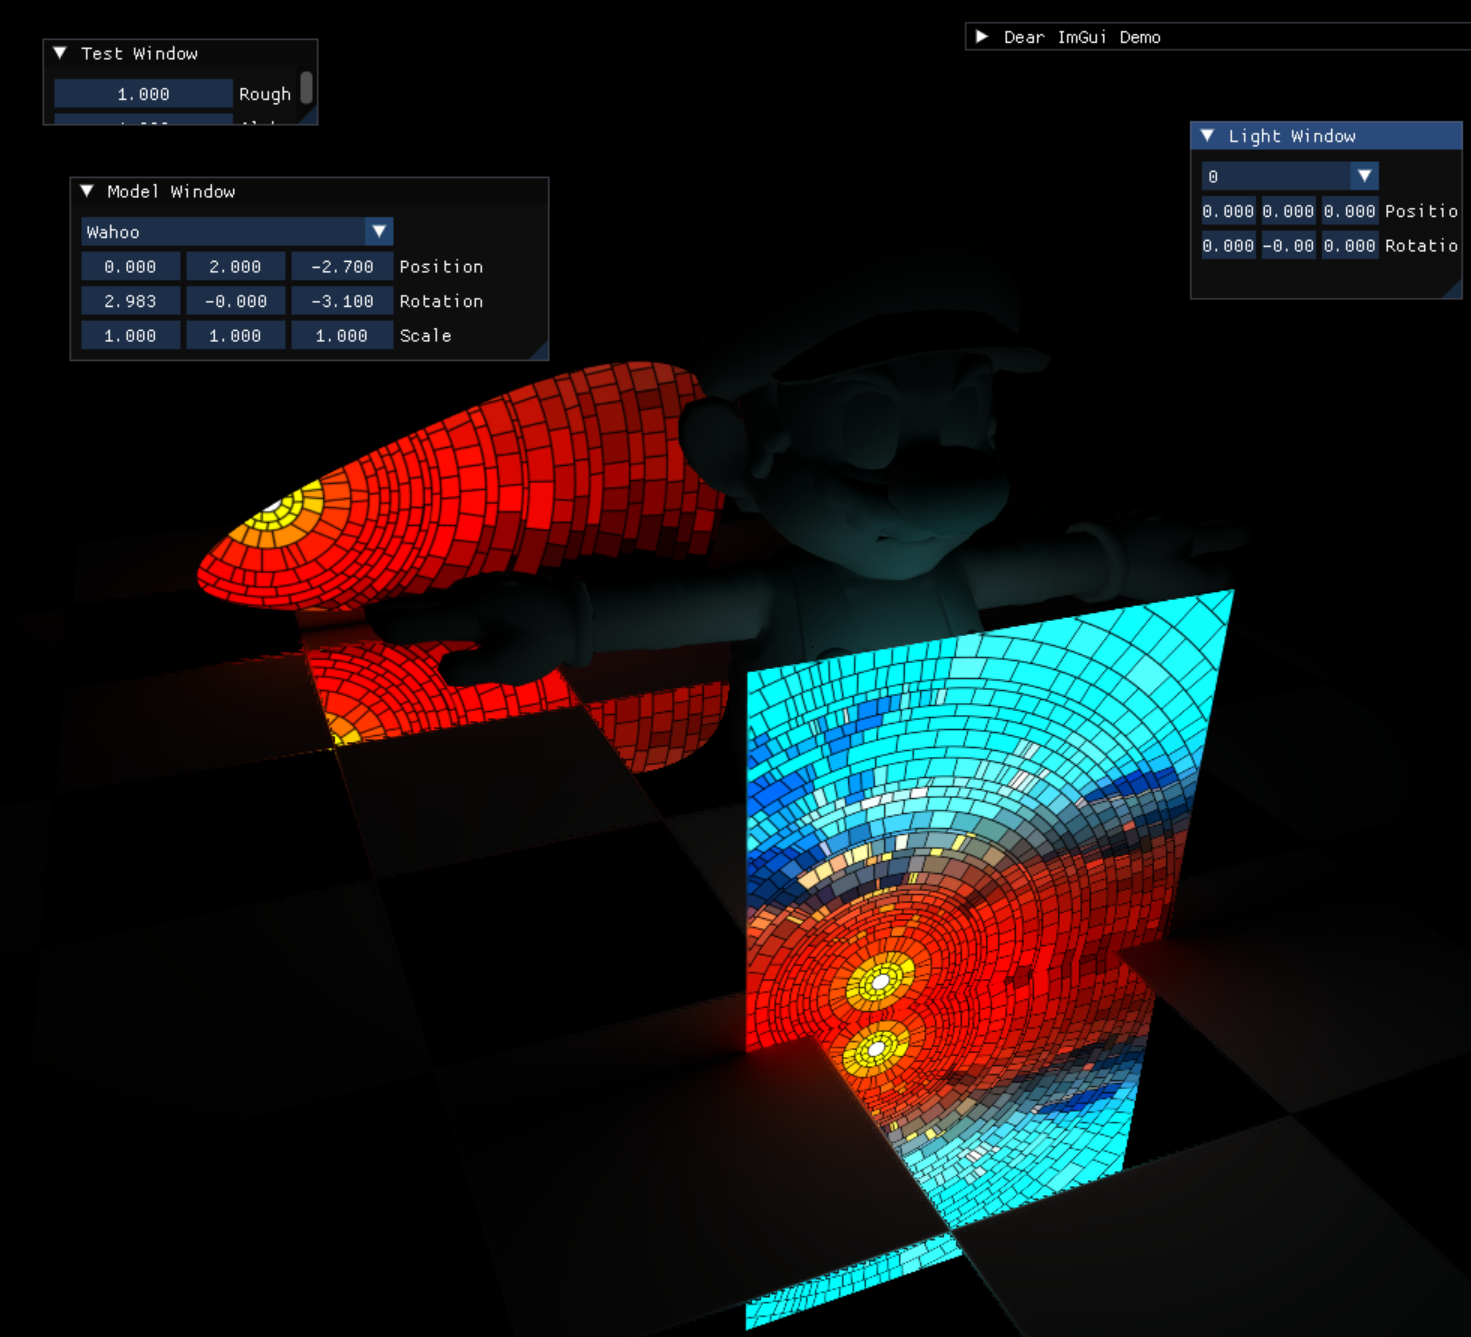 Dear ImGui Demo
Test Window
1.000 Rough
Light Window
0
0.000 0.000 0.000 Positio
0.000 -0.00 0.000 Rotatio
Model Window
Wahoo
0.000 2.000 -2.700 Position
2.983 -0.000 -3.100 Rotation
1.000 1.000 1.000 Scale